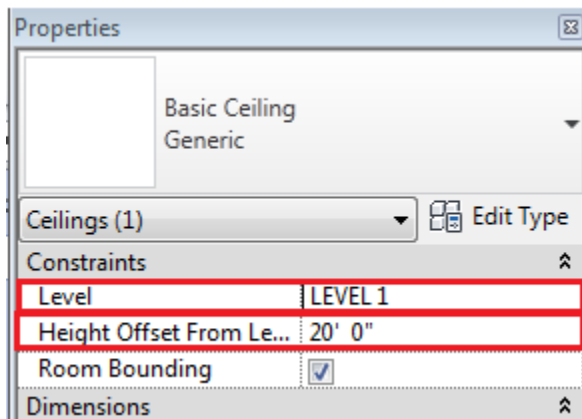 Properties
Basic Ceiling
Generic
Ceilings (1)
Edit Type
Constraints
Level LEVEL 1
Height Offset From Le... 20' 0"
Room Bounding
Dimensions